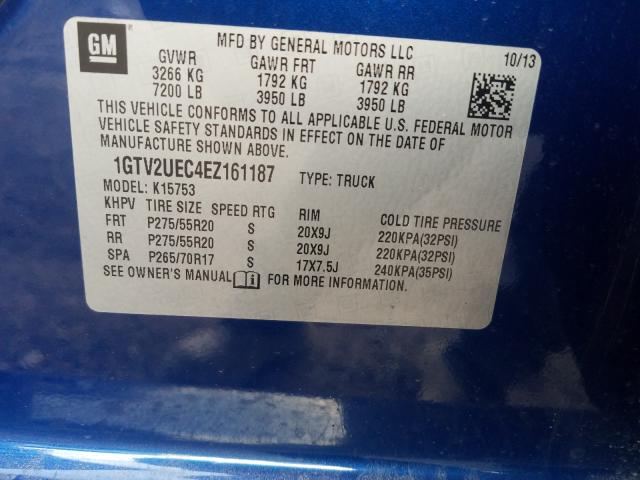 GM
MFD BY GENERAL MOTORS LLC 10/13
GVWR GAWR FRT GAWR RR
3266 KG 1792 KG 1792 KG
7200 LB 3950 LB 3950 LB
THIS VEHICLE CONFORMS TO ALL APPLICABLE U.S. FEDERAL MOTOR
VEHICLE SAFETY STANDARDS IN EFFECT ON THE DATE OF
MANUFACTURE SHOWN ABOVE.
1GTV2UEC4EZ161187 TYPE: TRUCK
MODEL: K15753
KHPV TIRE SIZE SPEED RTG RIM COLD TIRE PRESSURE
FRT P275/55R20 S 20X9J 220KPA(32PSI)
RR P275/55R20 S 20X9J 220KPA(32PSI)
SPA P265/70R17 S 17X7.5J 240KPA(35PSI)
SEE OWNER'S MANUAL FOR MORE INFORMATION.